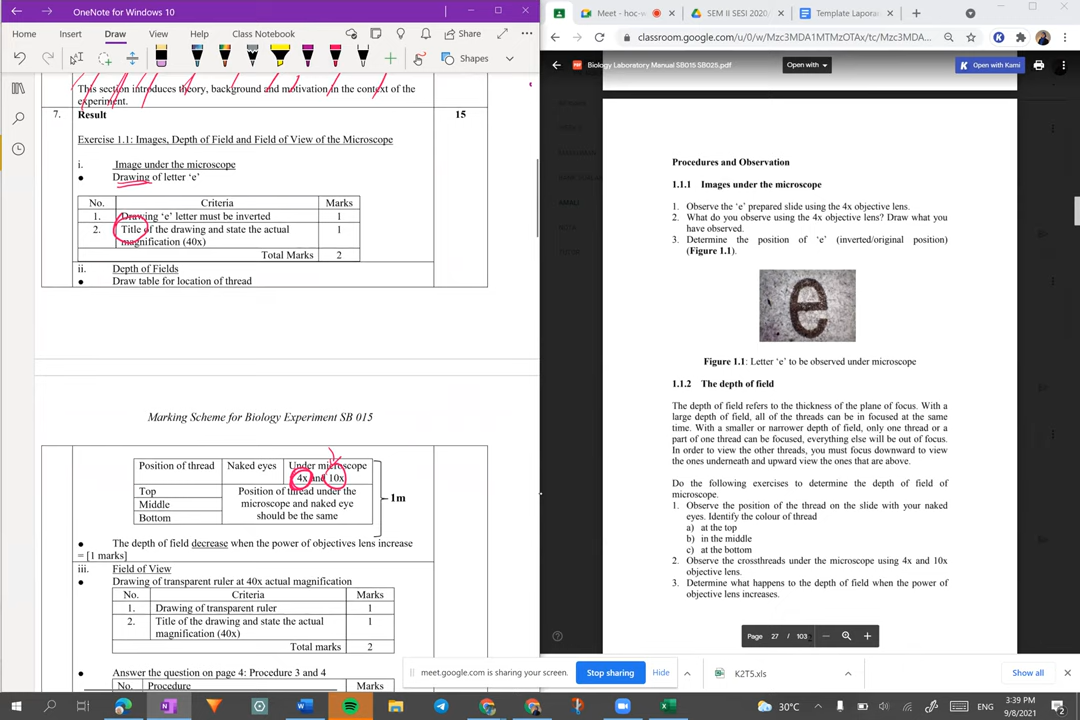 OneNote for Windows 10
Home Insert Draw View Help Class Notebook Share
Shapes
This section introduces theory, background and motivation in the context of the
experiment.
7. Result 15
Exercise 1.1: Images, Depth of Field and Field of View of the Microscope
i. Image under the microscope
● Drawing of letter ‘e’
No. Criteria Marks
1. Drawing ‘e’ letter must be inverted 1
2. Title of the drawing and state the actual 1
magnification (40x)
Total Marks 2
ii. Depth of Fields
● Draw table for location of thread
Marking Scheme for Biology Experiment SB 015
Position of thread Naked eyes Under microscope
4x and 10x
Top Position of thread under the
Middle microscope and naked eye
Bottom should be the same
1m
● The depth of field decrease when the power of objectives lens increase
= [1 marks]
iii. Field of View
● Drawing of transparent ruler at 40x actual magnification
No. Criteria Marks
1. Drawing of transparent ruler 1
2. Title of the drawing and state the actual 1
magnification (40x)
Total marks 2
● Answer the question on page 4: Procedure 3 and 4
No. Procedure Marks
Meet - hoc-w
SEM II SESI 2020/
Template Lapora
classroom.google.com/u/0/w/Mzc3MDA1MTMzOTAx/tc/Mzc3MDA...
Biology Laboratory Manual SB015 SB025.pdf
Open with
Open with Kami
Procedures and Observation
1.1.1 Images under the microscope
1. Observe the ‘e’ prepared slide using the 4x objective lens.
2. What do you observe using the 4x objective lens? Draw what you
have observed.
3. Determine the position of ‘e’ (inverted/original position)
(Figure 1.1).
e
Figure 1.1: Letter ‘e’ to be observed under microscope
1.1.2 The depth of field
The depth of field refers to the thickness of the plane of focus. With a
large depth of field, all of the threads can be in focused at the same
time. With a smaller or narrower depth of field, only one thread or a
part of one thread can be focused, everything else will be out of focus.
In order to view the other threads, you must focus downward to view
the ones underneath and upward view the ones that are above.
Do the following exercises to determine the depth of field of
microscope.
1. Observe the position of the thread on the slide with your naked
eyes. Identify the colour of thread
a) at the top
b) in the middle
c) at the bottom
2. Observe the crossthreads under the microscope using 4x and 10x
objective lens.
3. Determine what happens to the depth of field when the power of
objective lens increases.
Page 27 / 103
meet.google.com is sharing your screen. Stop sharing Hide
K2T5.xls
Show all
30°C ENG
3:39 PM
9/8/2021